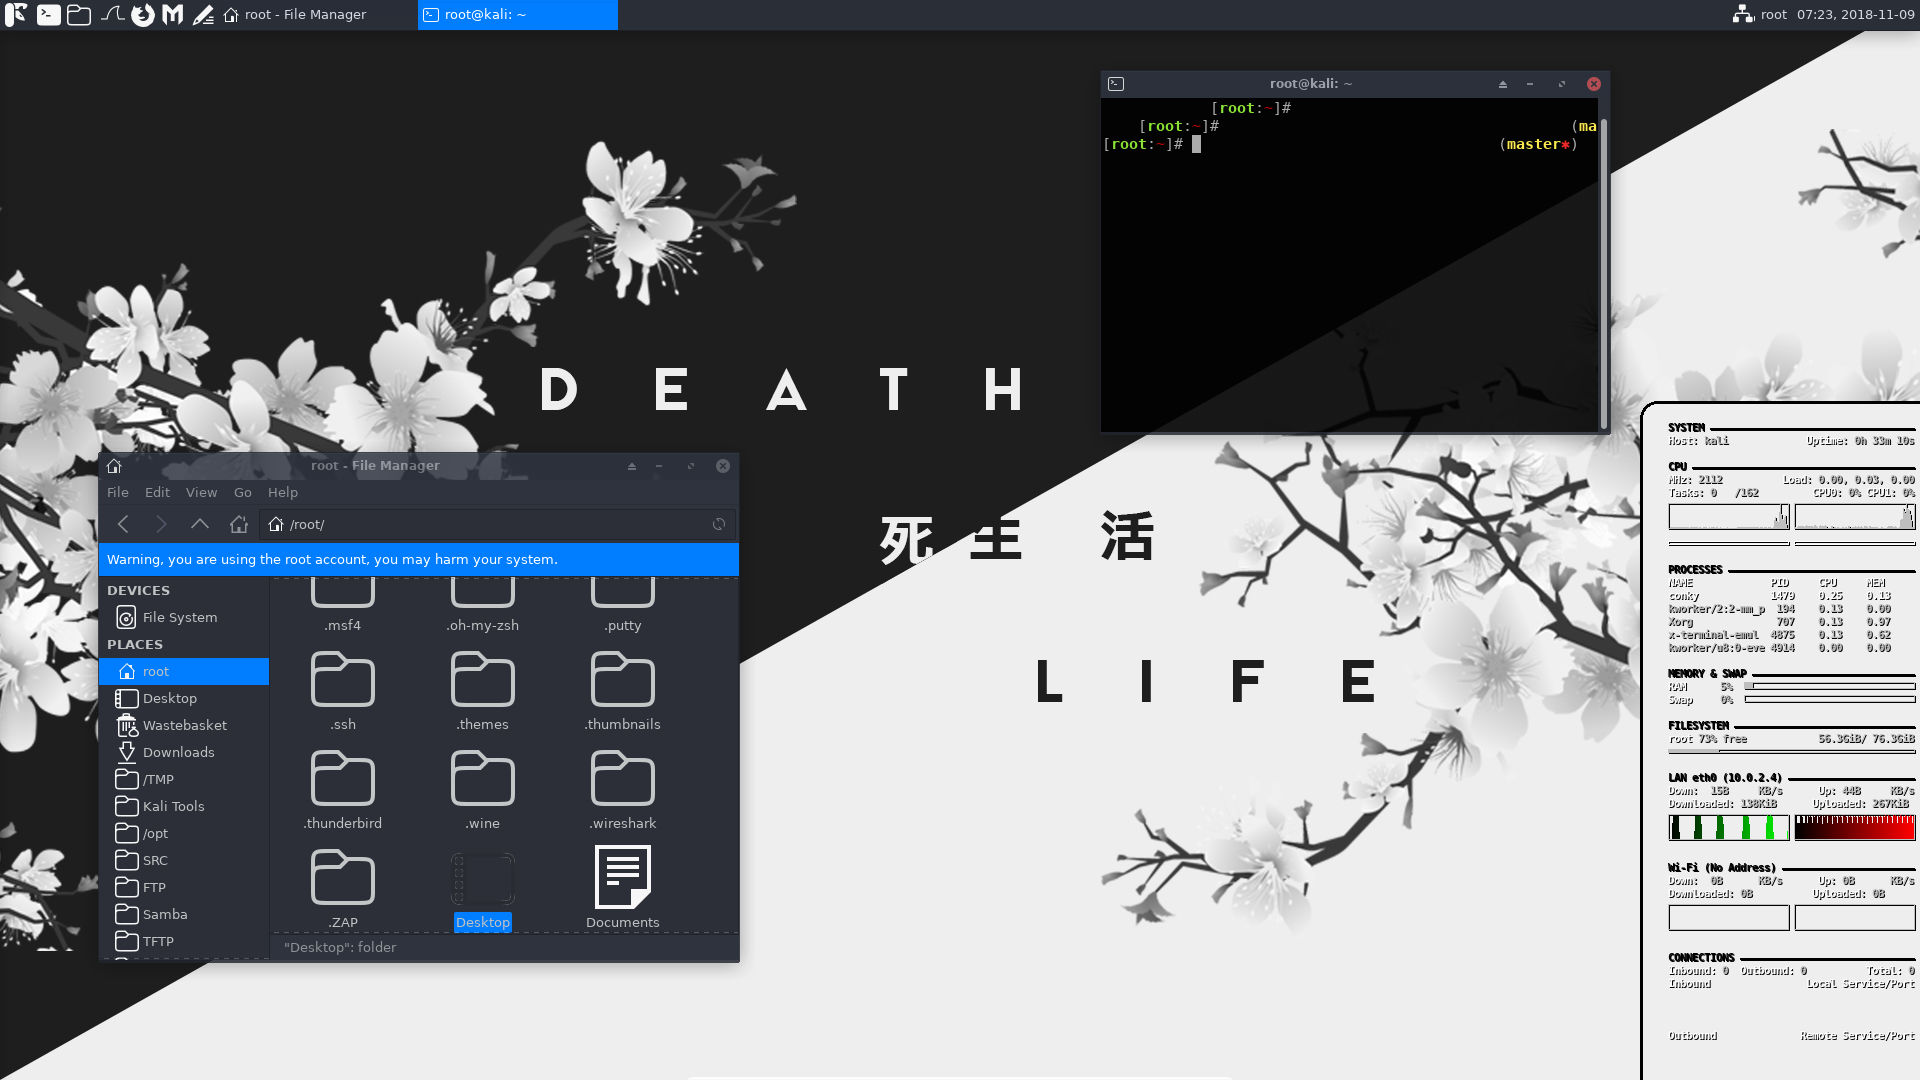 root - File Manager
root@kali: ~
root 07:23, 2018-11-09
root@kali: ~
[root:~]#
[root:~]# (ma
[root:~]# (master*)
DEATH
死生活
LIFE
root - File Manager
File Edit View Go Help
/root/
Warning, you are using the root account, you may harm your system.
DEVICES
File System
PLACES
root
Desktop
Wastebasket
Downloads
/TMP
Kali Tools
/opt
SRC
FTP
Samba
TFTP
.msf4 .oh-my-zsh .putty
.ssh .themes .thumbnails
.thunderbird .wine .wireshark
.ZAP Desktop Documents
"Desktop": folder
SYSTEM
Host: kali Uptime: 0h 33m 10s
CPU
MHz: 2112 Load: 0.00, 0.03, 0.00
Tasks: 0 /162 CPU0: 0% CPU1: 0%
PROCESSES
NAME PID CPU MEM
conky 1479 0.25 0.13
kworker/2:2-mm_p 194 0.13 0.00
Xorg 707 0.13 0.97
x-terminal-emul 4875 0.13 0.62
kworker/u8:0-eve 4914 0.00 0.00
MEMORY & SWAP
RAM 5%
Swap 0%
FILESYSTEM
root 73% free 56.3GiB/ 76.3GiB
LAN eth0 (10.0.2.4)
Down: 15B KB/s Up: 44B KB/s
Downloaded: 138KiB Uploaded: 267KiB
Wi-Fi (No Address)
Down: 0B KB/s Up: 0B KB/s
Downloaded: 0B Uploaded: 0B
CONNECTIONS
Inbound: 0 Outbound: 0 Total: 0
Inbound Local Service/Port
Outbound Remote Service/Port